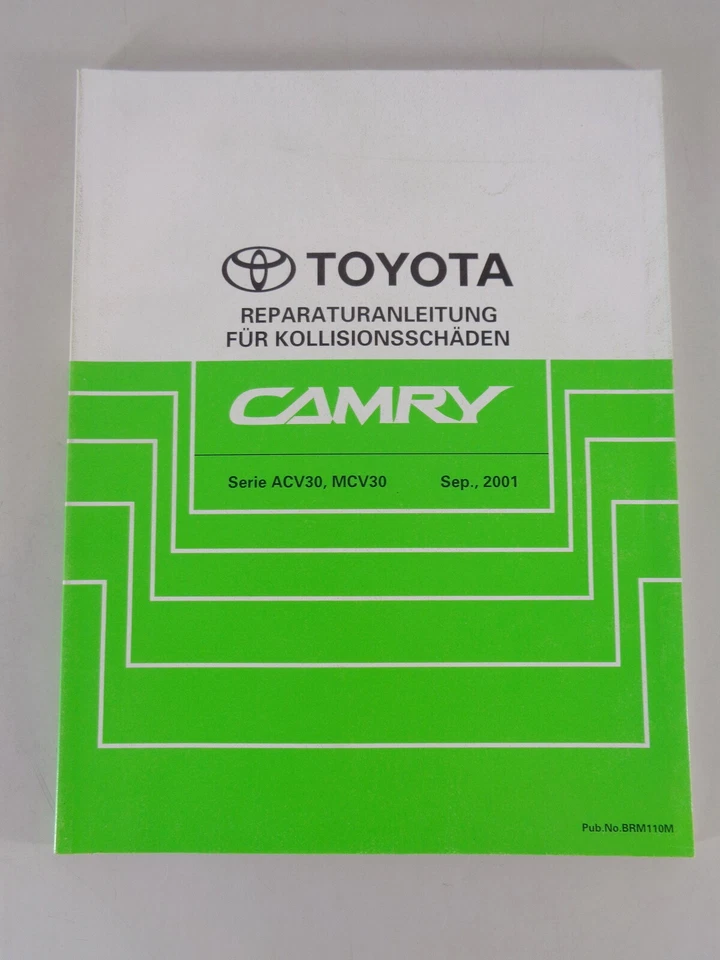 TOYOTA
REPARATURANLEITUNG
FÜR KOLLISIONSSCHÄDEN
CAMRY
Serie ACV30, MCV30 Sep., 2001
Pub.No.BRM110M